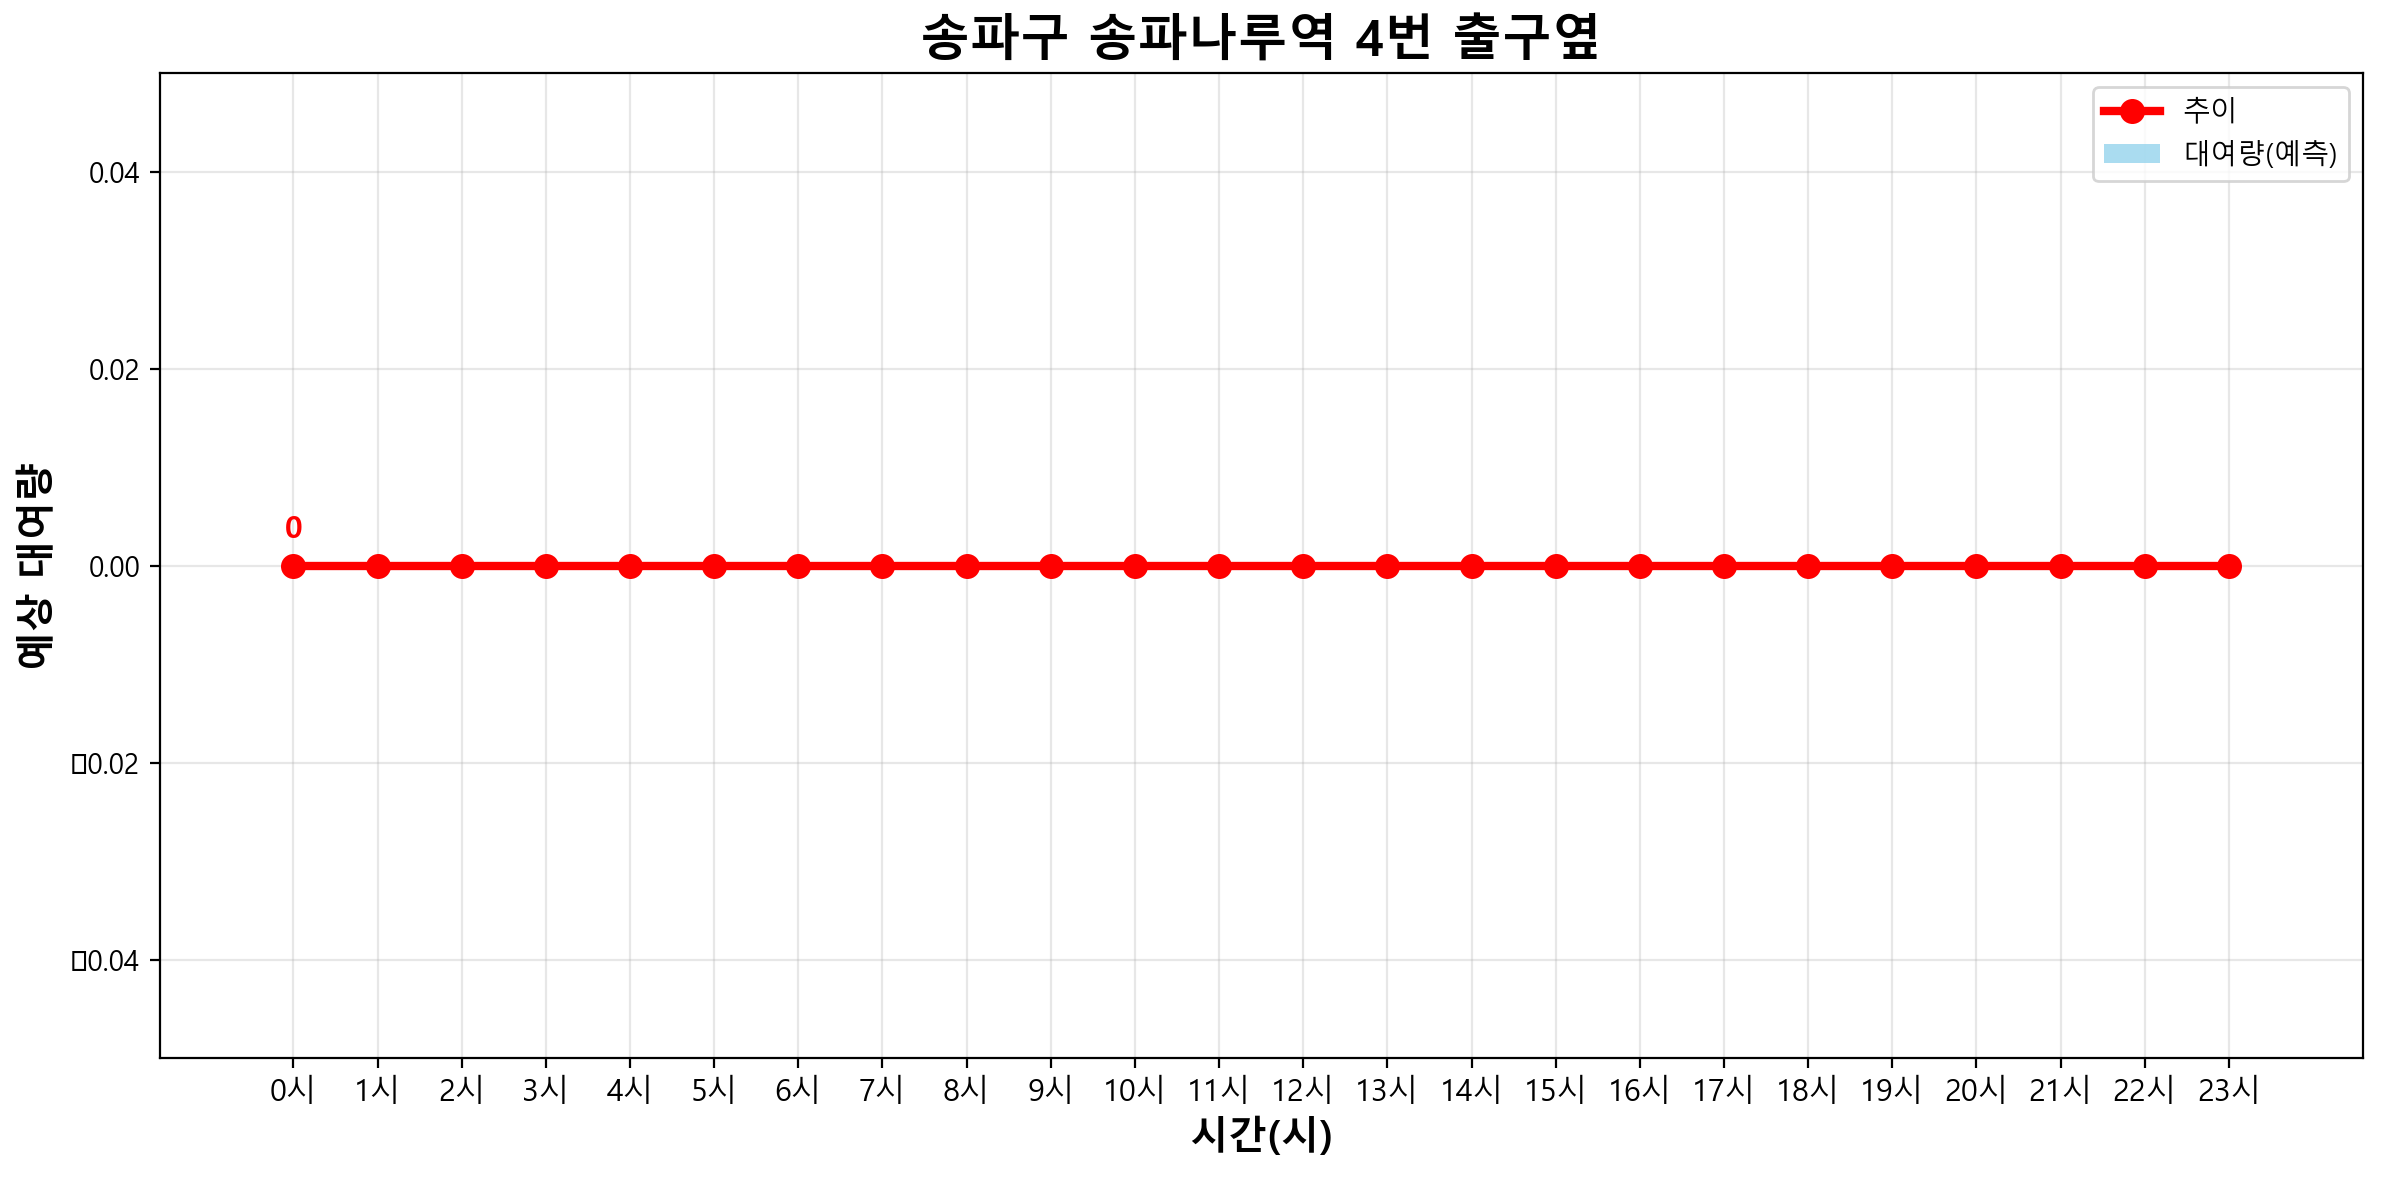 송파구 송파나루역 4번 출구옆
추이
대여량(예측)
예상 대여량
0.04
0.02
0.00
□0.02
□0.04
0
0시 1시 2시 3시 4시 5시 6시 7시 8시 9시 10시 11시 12시 13시 14시 15시 16시 17시 18시 19시 20시 21시 22시 23시
시간(시)